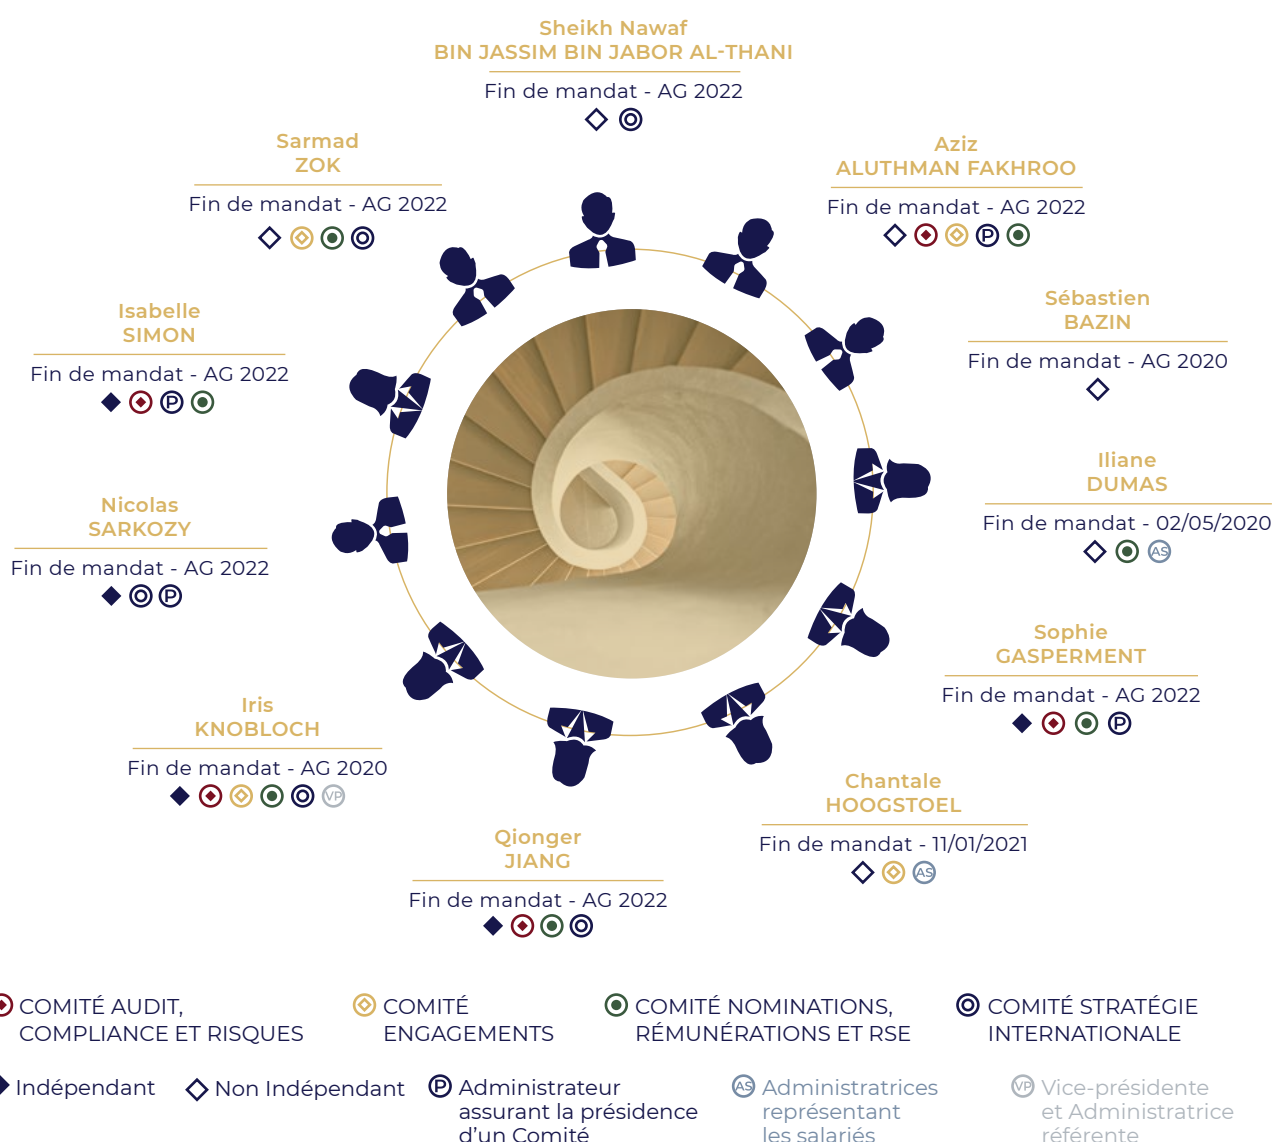 Sheikh Nawaf
BIN JASSIM BIN JABOR AL-THANI
Fin de mandat - AG 2022
Sarmad
ZOK
Fin de mandat - AG 2022
Aziz
ALUTHMAN FAKHROO
Fin de mandat - AG 2022
P
Isabelle
SIMON
Fin de mandat - AG 2022
P
Sébastien
BAZIN
Fin de mandat - AG 2020
Nicolas
SARKOZY
Fin de mandat - AG 2022
P
Iliane
DUMAS
Fin de mandat - 02/05/2020
AS
Sophie
GASPERMENT
Fin de mandat - AG 2022
P
Iris
KNOBLOCH
Fin de mandat - AG 2020
VP
Chantale
HOOGSTOEL
Fin de mandat - 11/01/2021
AS
Qionger
JIANG
Fin de mandat - AG 2022
COMITÉ AUDIT,
COMPLIANCE ET RISQUES
COMITÉ
ENGAGEMENTS
COMITÉ NOMINATIONS,
RÉMUNÉRATIONS ET RSE
COMITÉ STRATÉGIE
INTERNATIONALE
Indépendant
Non Indépendant
P Administrateur
assurant la présidence
d'un Comité
AS Administratrices
représentant
les salariés
VP Vice-présidente
et Administratrice
référente